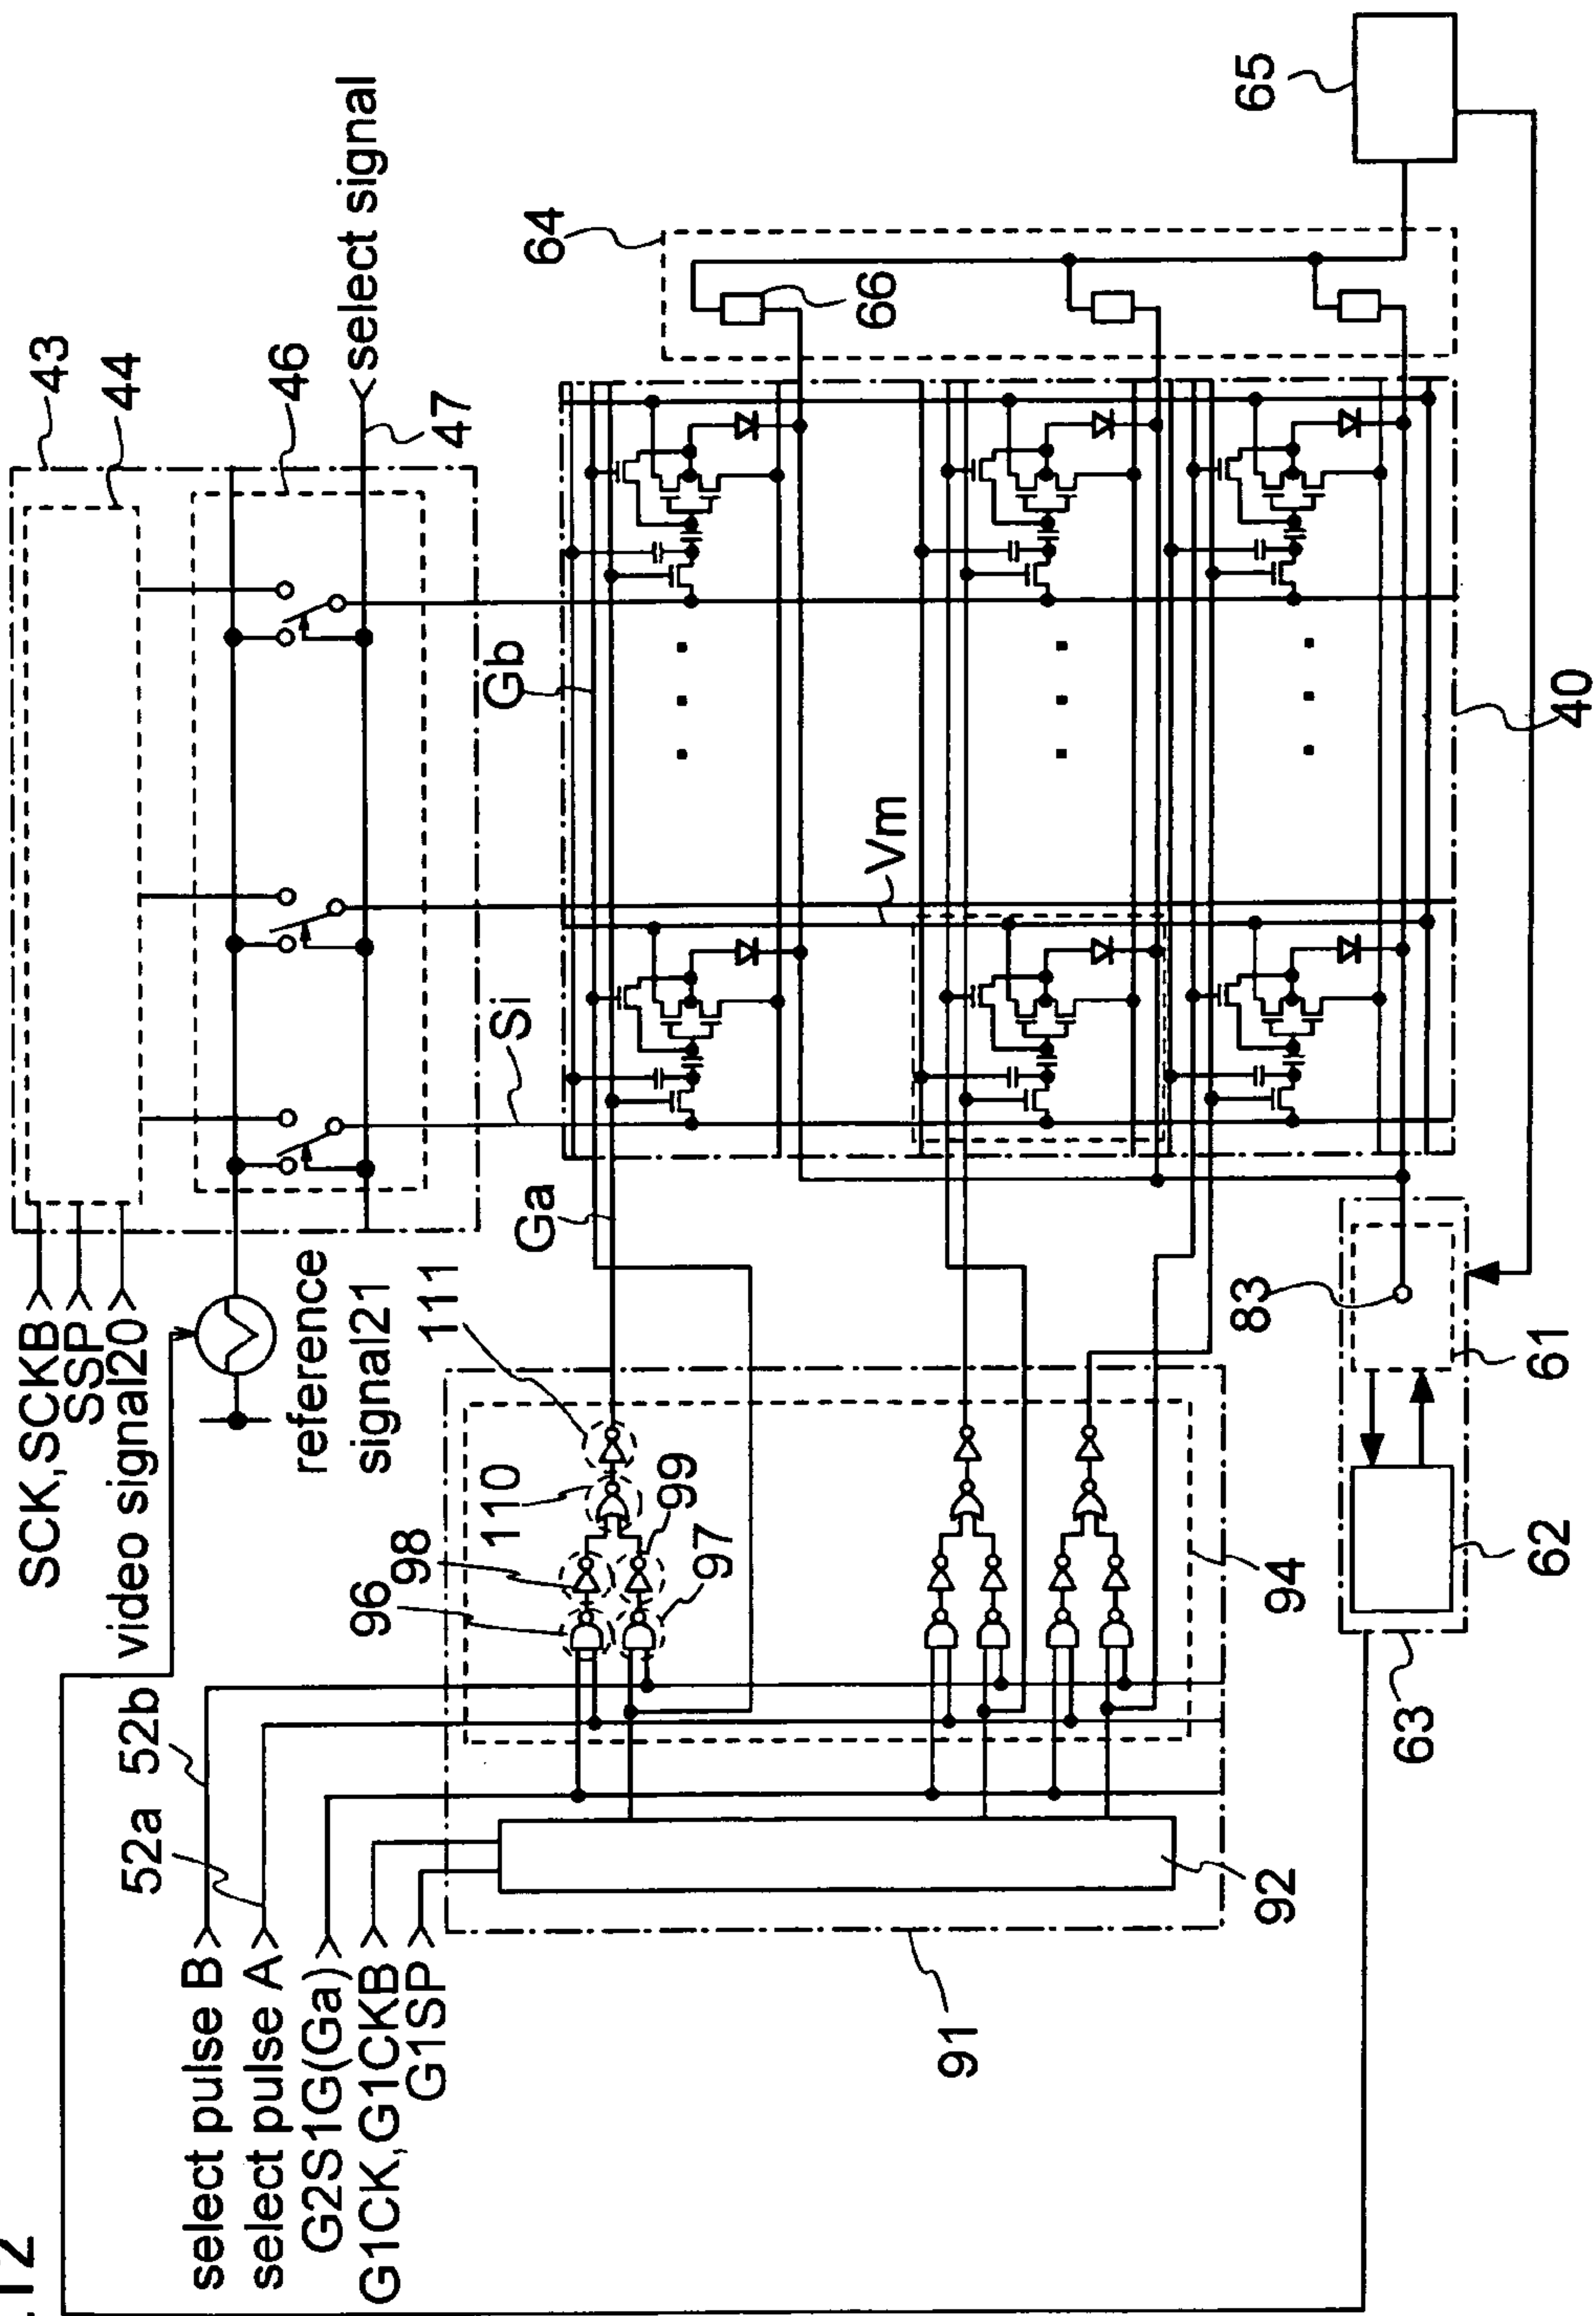 12
43
44
46
select signal
47
SCK,SCKB
SSP
video signal20
reference
signal21
select pulse B
select pulse A
G2S1G(Ga)
G1CK,G1CKB
G1SP
52a
52b
Si
Ga
Gb
Vm
64
66
65
96
98
110
111
99
97
94
92
91
83
61
62
63
40